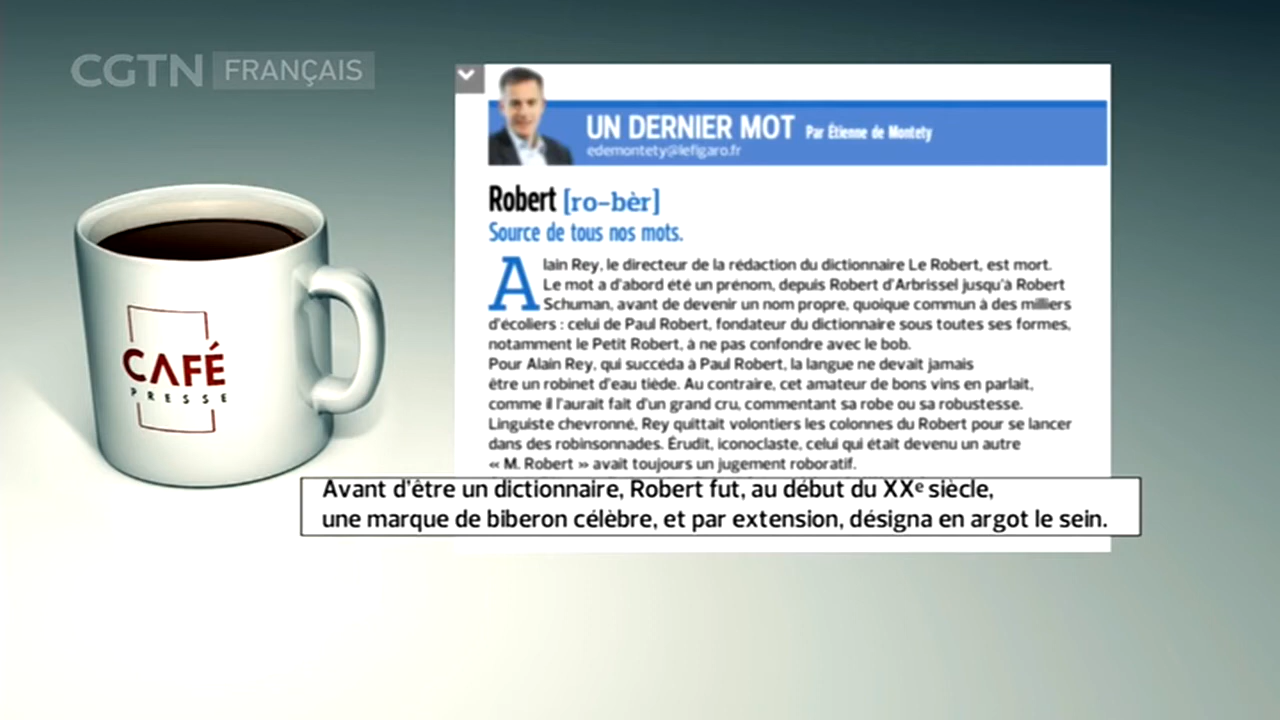 CGTN FRANÇAIS
UN DERNIER MOT Par Étienne de Montety
edemontety@lefigaro.fr
Robert [ro-bèr]
Source de tous nos mots.
Alain Rey, le directeur de la rédaction du dictionnaire Le Robert, est mort.
Le mot a d'abord été un prénom, depuis Robert d'Arbrissel jusqu'à Robert
Schuman, avant de devenir un nom propre, quoique commun à des milliers
d'écoliers : celui de Paul Robert, fondateur du dictionnaire sous toutes ses formes,
notamment le Petit Robert, à ne pas confondre avec le bob.
Pour Alain Rey, qui succéda à Paul Robert, la langue ne devait jamais
être un robinet d'eau tiède. Au contraire, cet amateur de bons vins en parlait,
comme il l'aurait fait d'un grand cru, commentant sa robe ou sa robustesse.
Linguiste chevronné, Rey quittait volontiers les colonnes du Robert pour se lancer
dans des robinsonnades. Érudit, iconoclaste, celui qui était devenu un autre
« M. Robert » avait toujours un jugement roboratif.
Avant d'être un dictionnaire, Robert fut, au début du XXe siècle,
une marque de biberon célèbre, et par extension, désigna en argot le sein.
CAFÉ
PRESSE